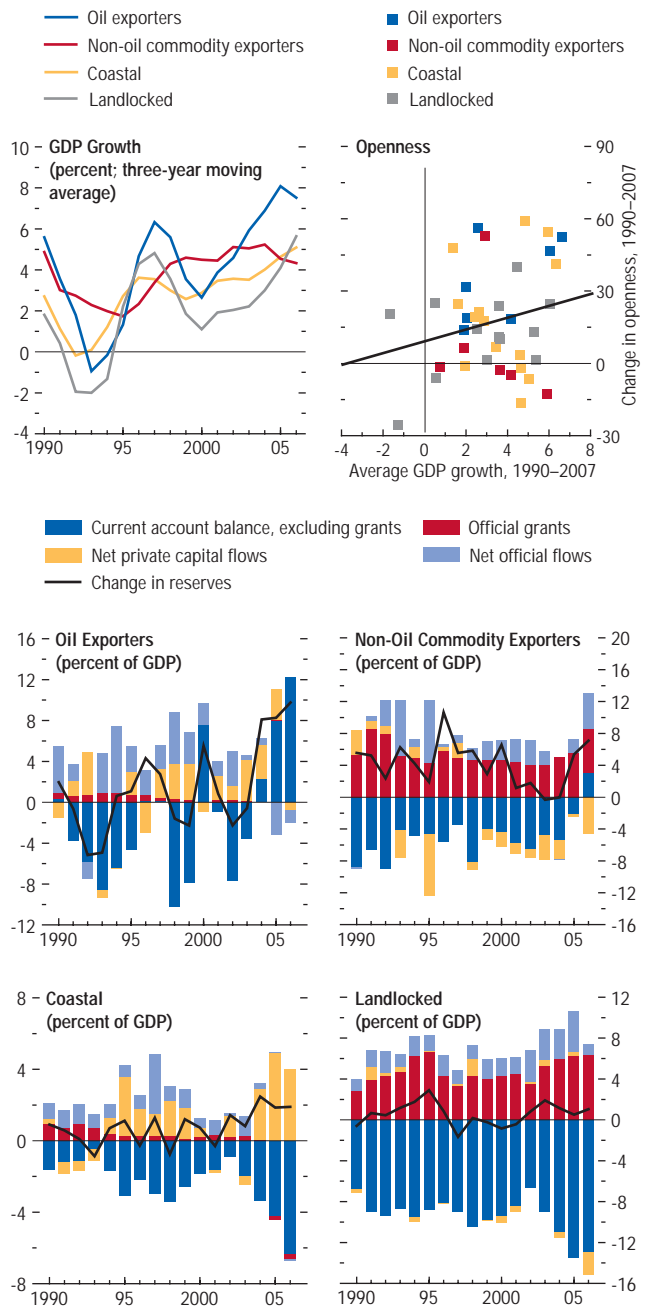 Oil exporters
Non-oil commodity exporters
Coastal
Landlocked
Oil exporters
Non-oil commodity exporters
Coastal
Landlocked
GDP Growth
(percent; three-year moving
average)
10
8
6
4
2
0
-2
-4
1990 95 2000 05
Openness
90
60
30
0
-30
Change in openness, 1990–2007
-4 -2 0 2 4 6 8
Average GDP growth, 1990–2007
Current account balance, excluding grants
Official grants
Net private capital flows
Net official flows
Change in reserves
Oil Exporters
(percent of GDP)
16
12
8
4
0
-4
-8
-12
1990 95 2000 05
Non-Oil Commodity Exporters
(percent of GDP)
20
16
12
8
4
0
-4
-8
-12
-16
1990 95 2000 05
Coastal
(percent of GDP)
8
4
0
-4
-8
1990 95 2000 05
Landlocked
(percent of GDP)
12
8
4
0
-4
-8
-12
-16
1990 95 2000 05